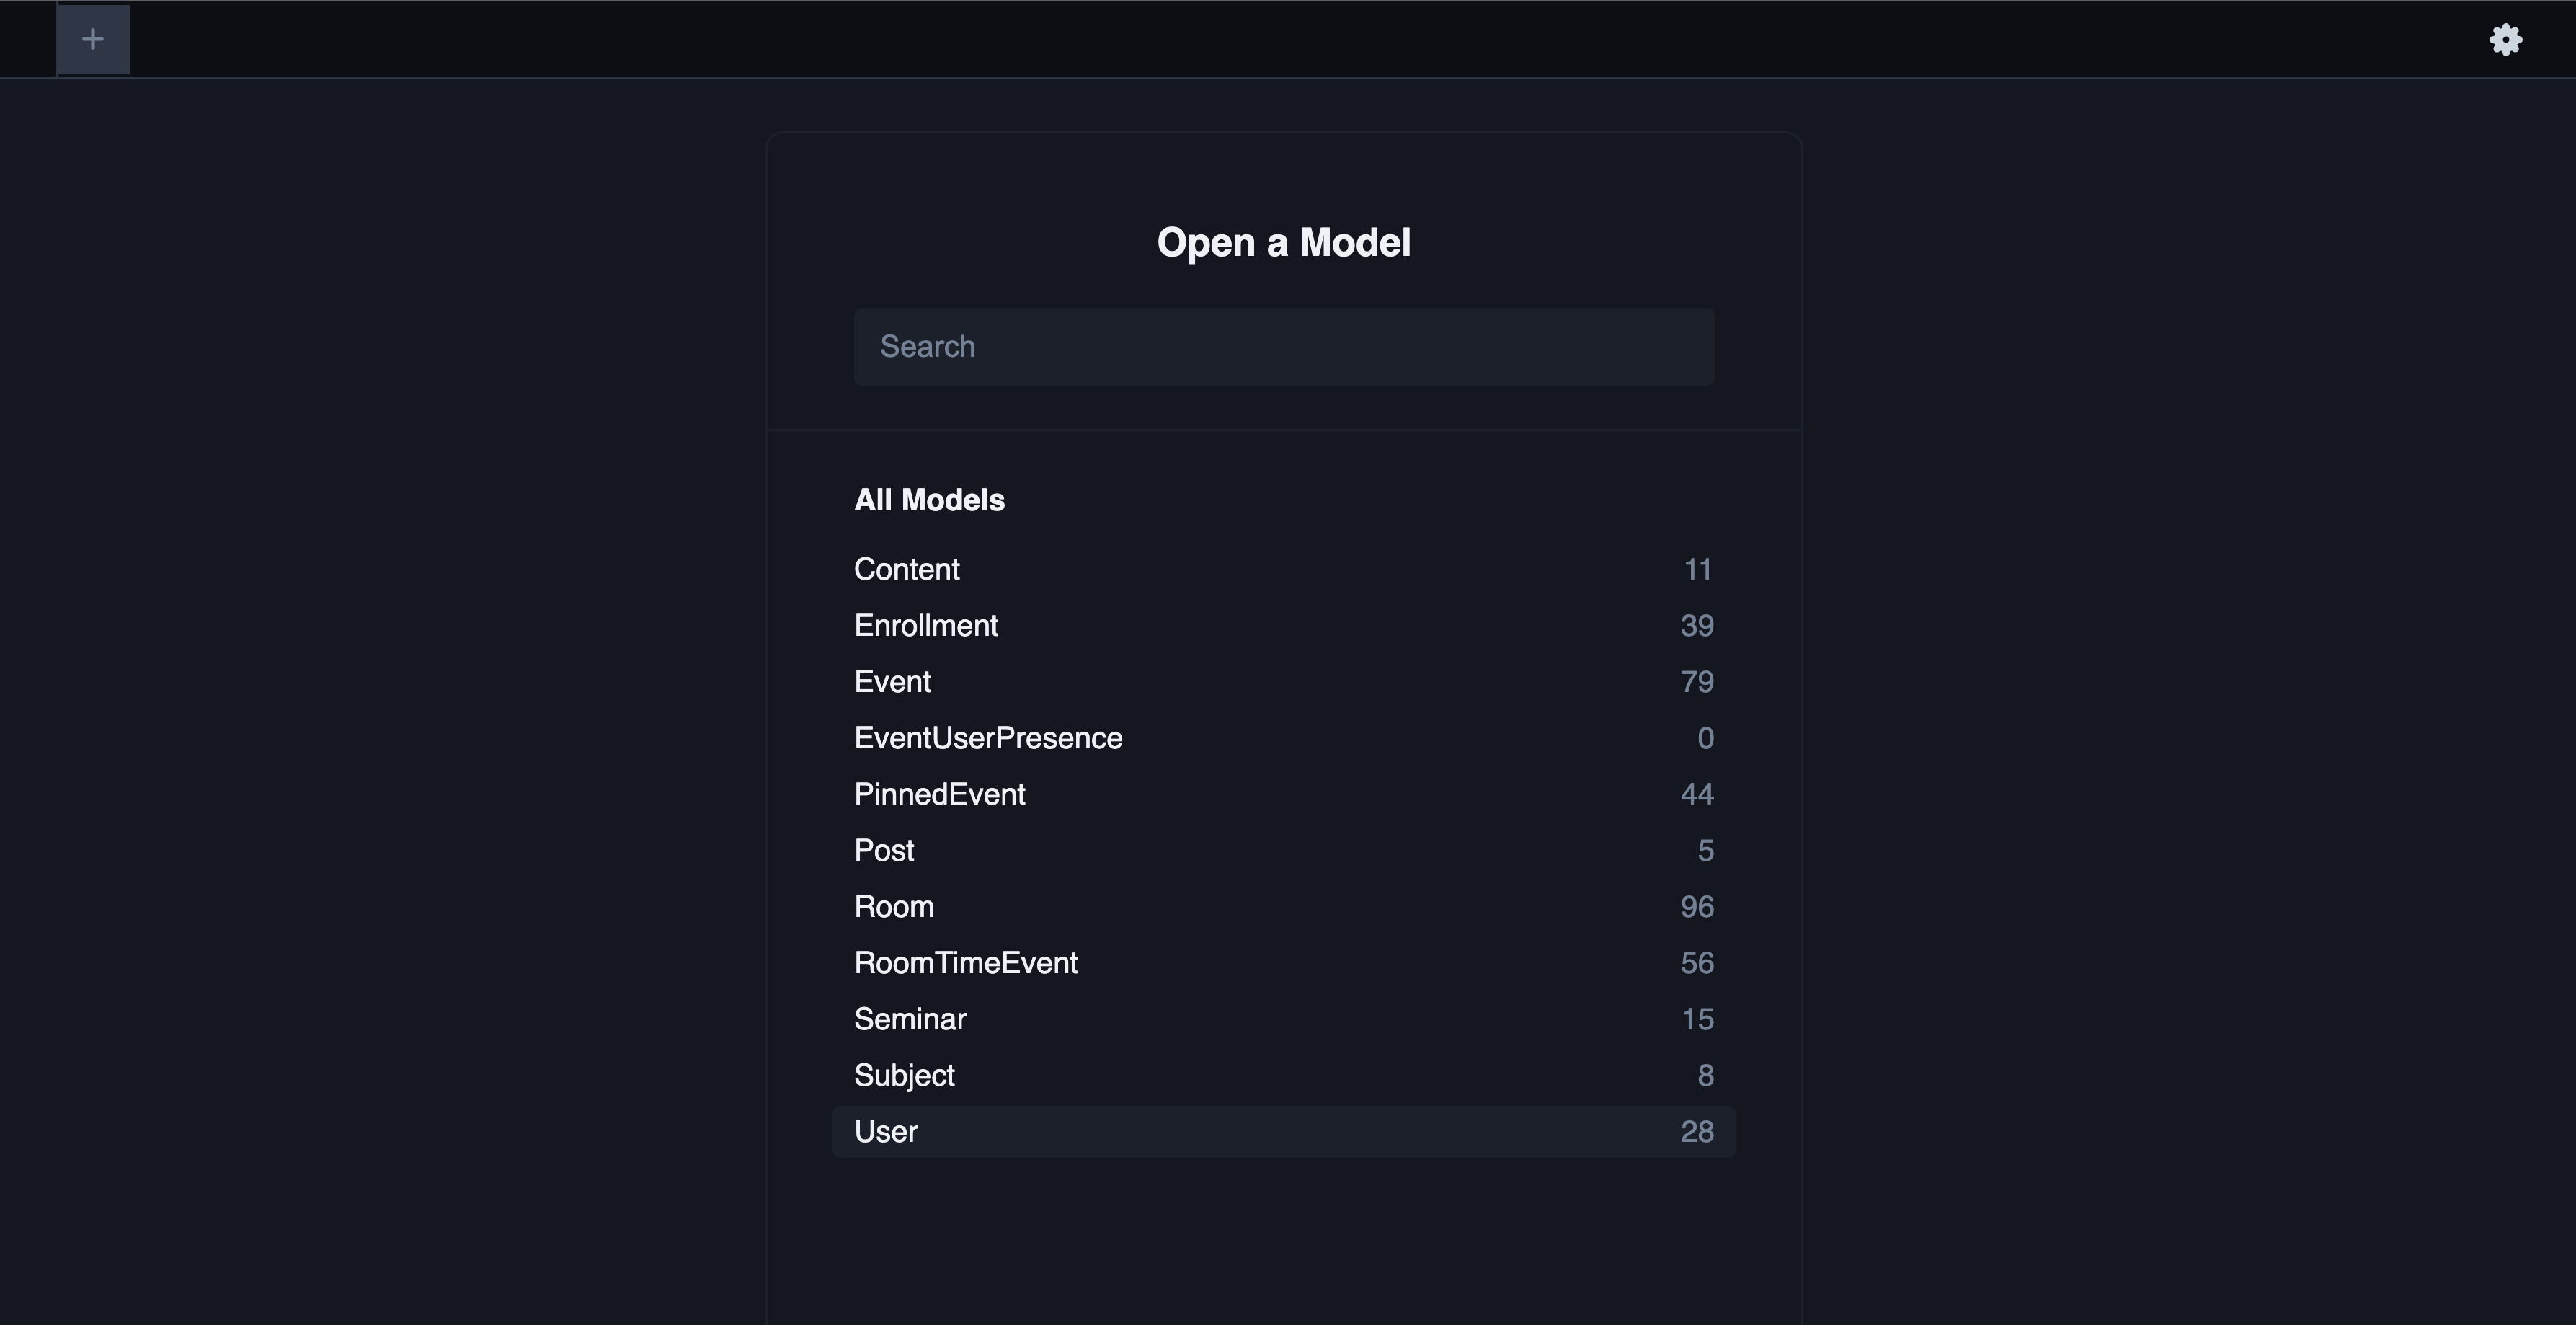 +
Open a Model
Search
All Models
Content 11
Enrollment 39
Event 79
EventUserPresence 0
PinnedEvent 44
Post 5
Room 96
RoomTimeEvent 56
Seminar 15
Subject 8
User 28